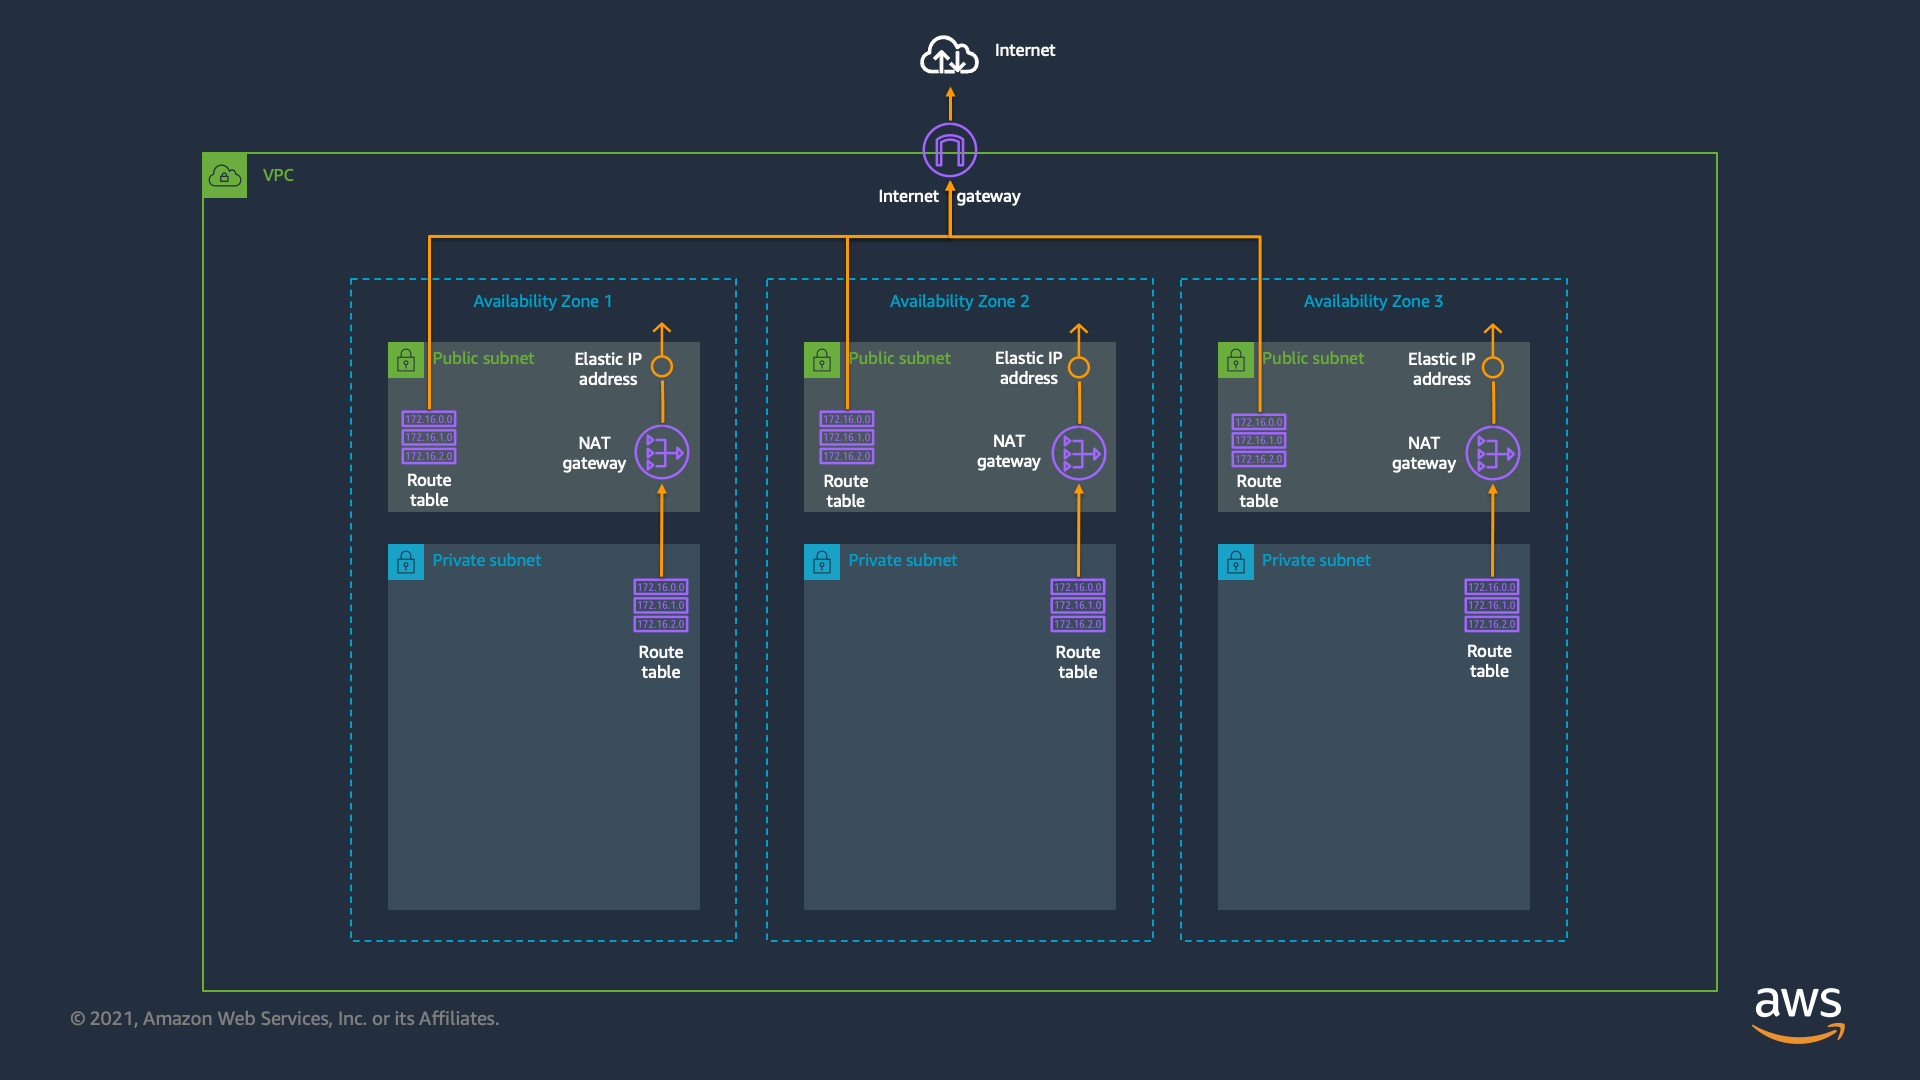 Internet
VPC
Internet gateway
Availability Zone 1
Public subnet
Elastic IP
address
172.16.0.0
172.16.1.0
172.16.2.0
Route
table
NAT
gateway
Private subnet
172.16.0.0
172.16.1.0
172.16.2.0
Route
table
Availability Zone 2
Public subnet
Elastic IP
address
172.16.0.0
172.16.1.0
172.16.2.0
Route
table
NAT
gateway
Private subnet
172.16.0.0
172.16.1.0
172.16.2.0
Route
table
Availability Zone 3
Public subnet
Elastic IP
address
172.16.0.0
172.16.1.0
172.16.2.0
Route
table
NAT
gateway
Private subnet
172.16.0.0
172.16.1.0
172.16.2.0
Route
table
© 2021, Amazon Web Services, Inc. or its Affiliates.
aws